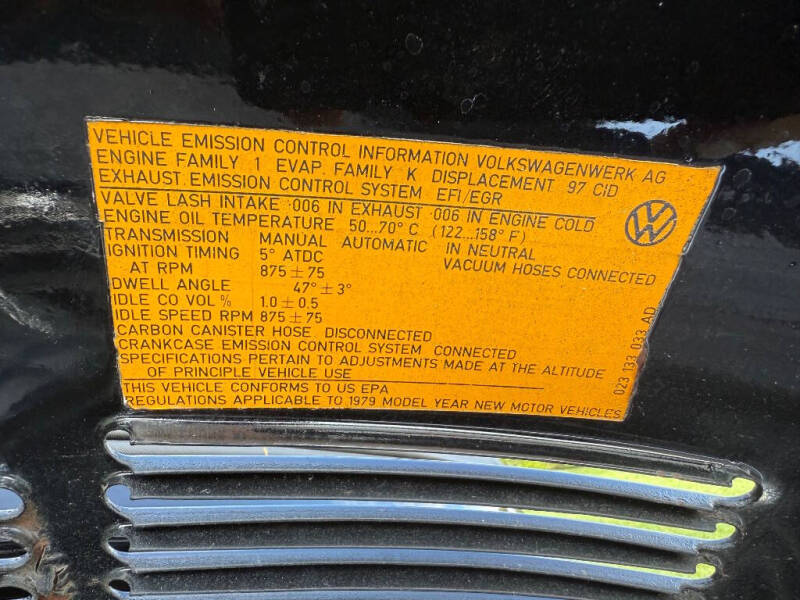 VEHICLE EMISSION CONTROL INFORMATION VOLKSWAGENWERK AG
ENGINE FAMILY 1 EVAP. FAMILY K DISPLACEMENT 97 CID
EXHAUST EMISSION CONTROL SYSTEM EFI/EGR
VALVE LASH INTAKE .006 IN EXHAUST .006 IN ENGINE COLD
ENGINE OIL TEMPERATURE 50...70° C (122...158° F)
TRANSMISSION MANUAL AUTOMATIC IN NEUTRAL
IGNITION TIMING 5° ATDC VACUUM HOSES CONNECTED
AT RPM 875 ± 75
DWELL ANGLE 47° ± 3°
IDLE CO VOL % 1.0 ± 0.5
IDLE SPEED RPM 875 ± 75
CARBON CANISTER HOSE DISCONNECTED
CRANKCASE EMISSION CONTROL SYSTEM CONNECTED
SPECIFICATIONS PERTAIN TO ADJUSTMENTS MADE AT THE ALTITUDE
OF PRINCIPLE VEHICLE USE
THIS VEHICLE CONFORMS TO US EPA
REGULATIONS APPLICABLE TO 1979 MODEL YEAR NEW MOTOR VEHICLES
VW
023 133 033 AD